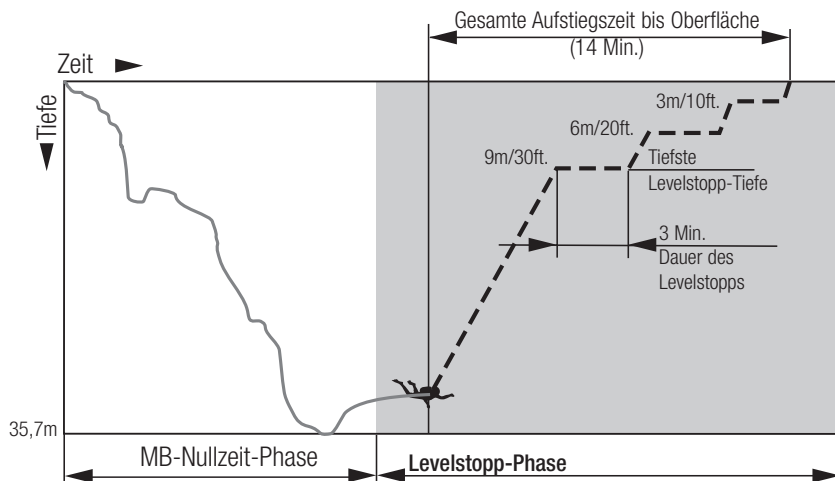 Gesamte Aufstiegszeit bis Oberfläche
(14 Min.)
Zeit
Tiefe
3m/10ft.
6m/20ft.
9m/30ft.
Tiefste
Levelstopp-Tiefe
3 Min.
Dauer des
Levelstopps
35,7m
MB-Nullzeit-Phase
Levelstopp-Phase